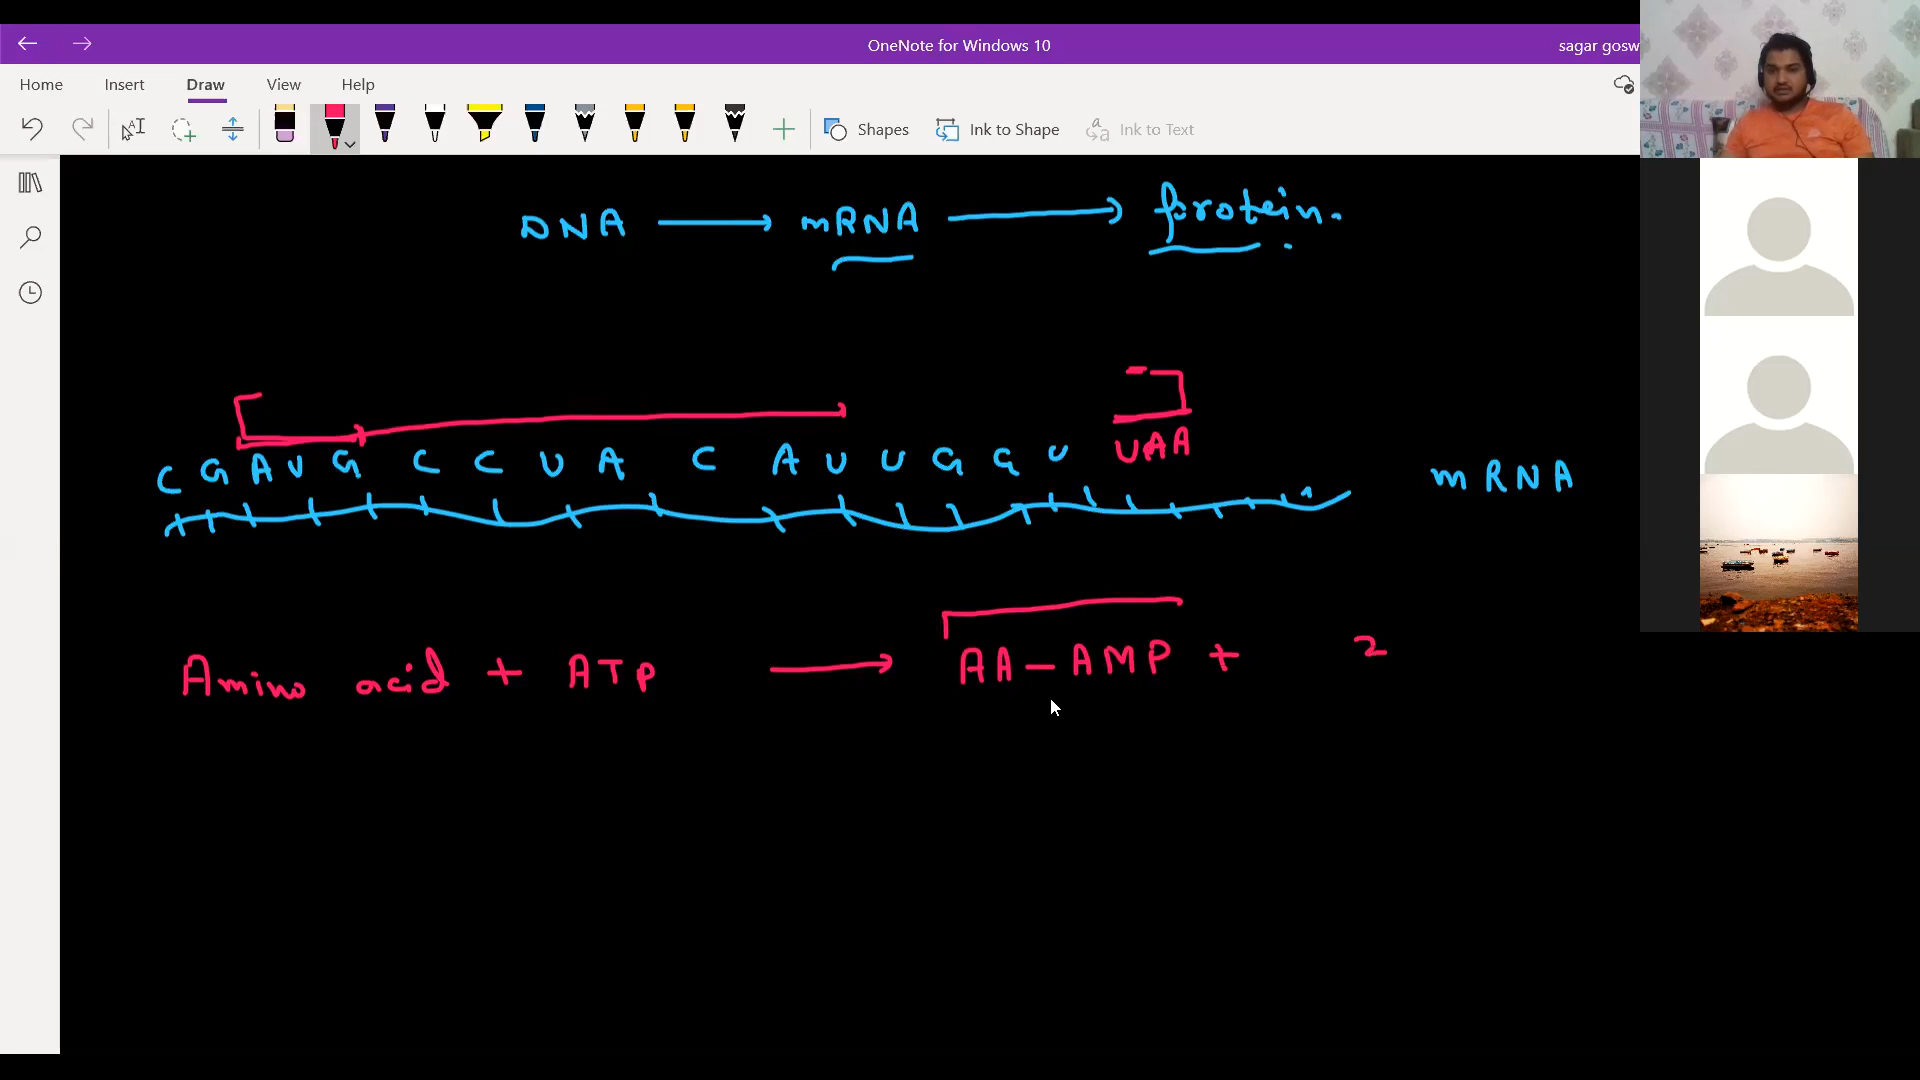 OneNote for Windows 10
sagar gosw
Home Insert Draw View Help
Shapes Ink to Shape Ink to Text
DNA → mRNA → protein.
UAA
C G A U G C C U A C A U U G G U
mRNA
Amino acid + ATP → AA - AMP + 2